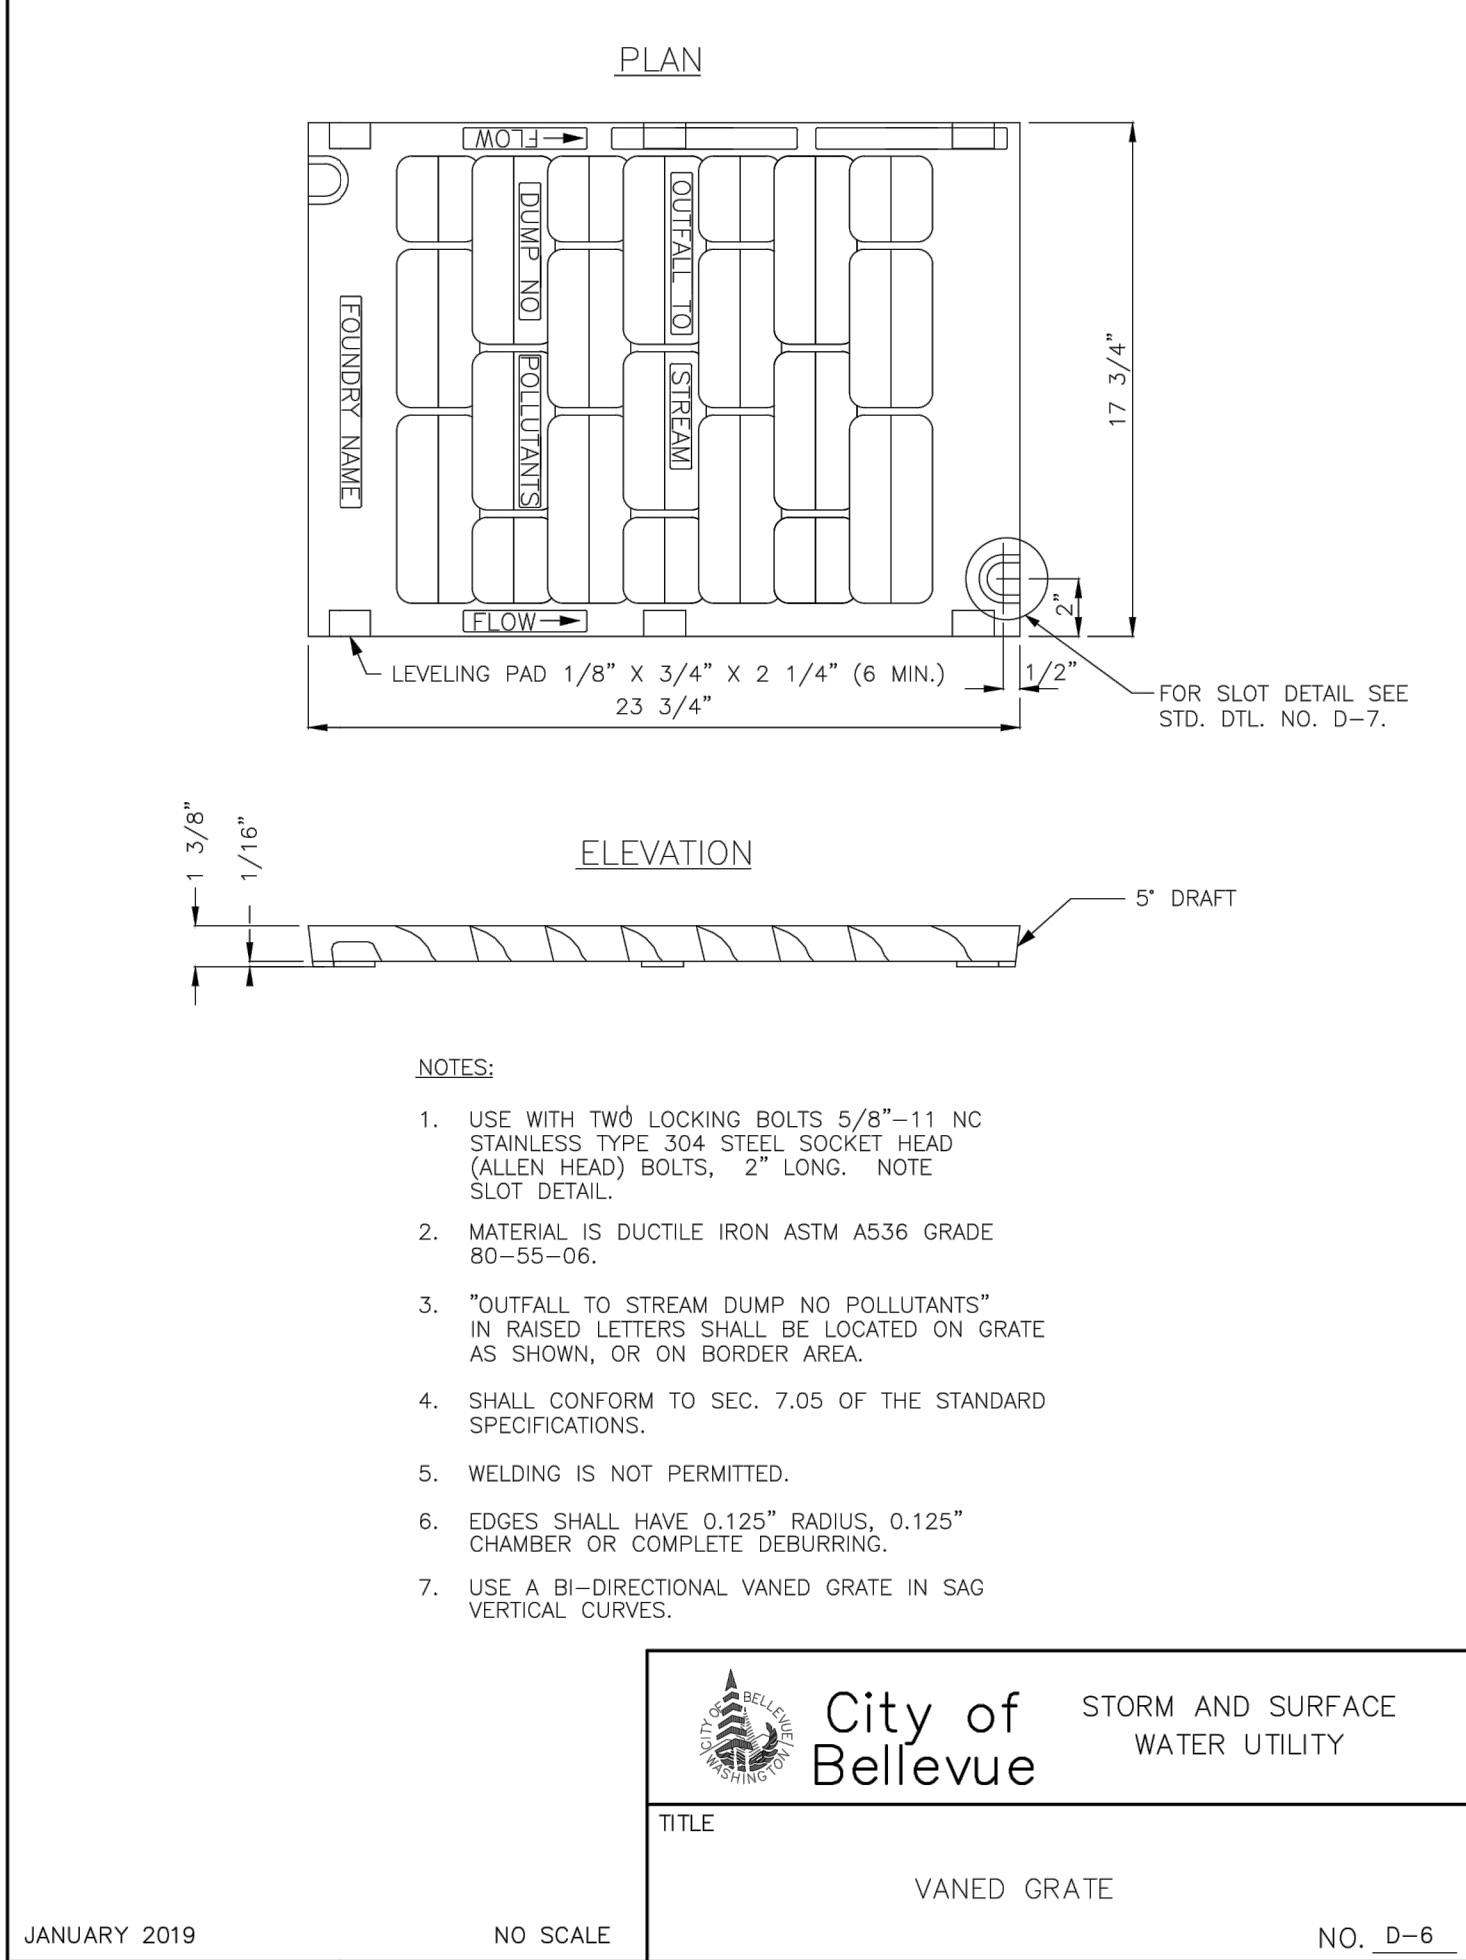 PLAN
FLOW
DUMP NO
POLLUTANTS
OUTFALL TO
STREAM
FOUNDRY NAME
17 3/4"
FLOW
2"
LEVELING PAD 1/8" X 3/4" X 2 1/4" (6 MIN.)
1/2"
23 3/4"
FOR SLOT DETAIL SEE
STD. DTL. NO. D-7.
1 3/8"
1/16"
ELEVATION
5° DRAFT
NOTES:
1. USE WITH TWO LOCKING BOLTS 5/8"-11 NC
STAINLESS TYPE 304 STEEL SOCKET HEAD
(ALLEN HEAD) BOLTS, 2" LONG. NOTE
SLOT DETAIL.
2. MATERIAL IS DUCTILE IRON ASTM A536 GRADE
80-55-06.
3. "OUTFALL TO STREAM DUMP NO POLLUTANTS"
IN RAISED LETTERS SHALL BE LOCATED ON GRATE
AS SHOWN, OR ON BORDER AREA.
4. SHALL CONFORM TO SEC. 7.05 OF THE STANDARD
SPECIFICATIONS.
5. WELDING IS NOT PERMITTED.
6. EDGES SHALL HAVE 0.125" RADIUS, 0.125"
CHAMBER OR COMPLETE DEBURRING.
7. USE A BI-DIRECTIONAL VANED GRATE IN SAG
VERTICAL CURVES.
CITY OF BELLEVUE
WASHINGTON
City of
Bellevue
STORM AND SURFACE
WATER UTILITY
TITLE
VANED GRATE
JANUARY 2019
NO SCALE
NO. D-6